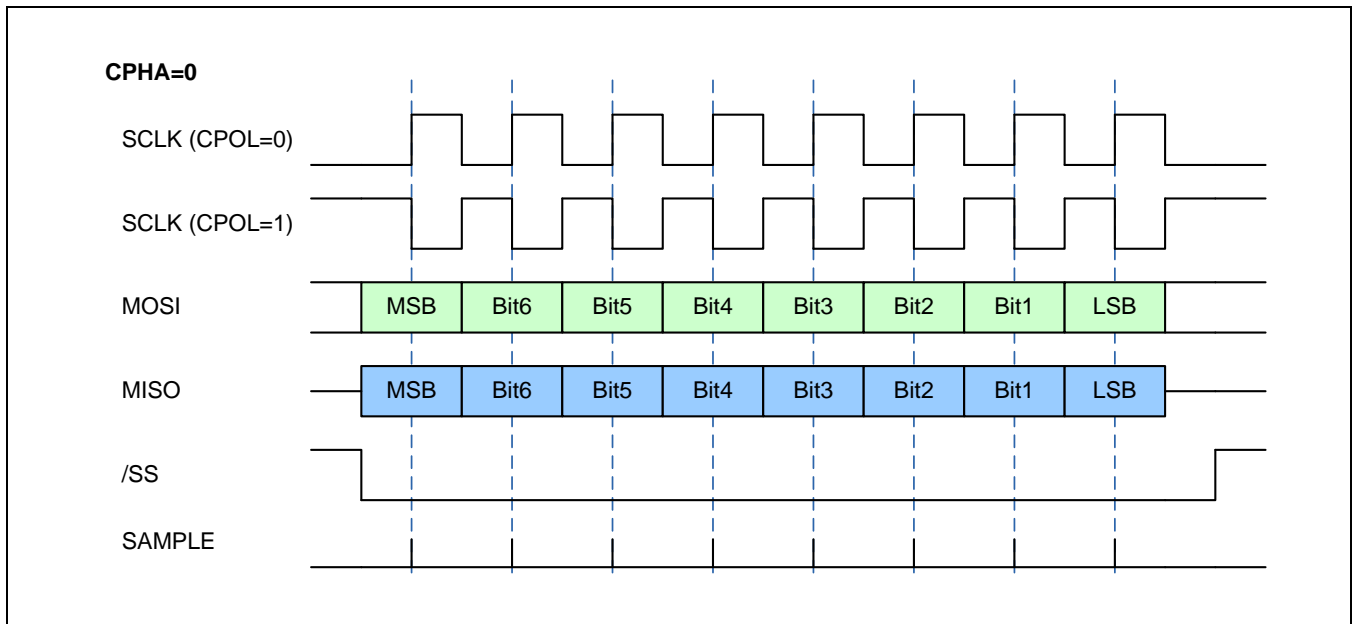 CPHA=0
SCLK (CPOL=0)
SCLK (CPOL=1)
MOSI MSB Bit6 Bit5 Bit4 Bit3 Bit2 Bit1 LSB
MISO MSB Bit6 Bit5 Bit4 Bit3 Bit2 Bit1 LSB
/SS
SAMPLE